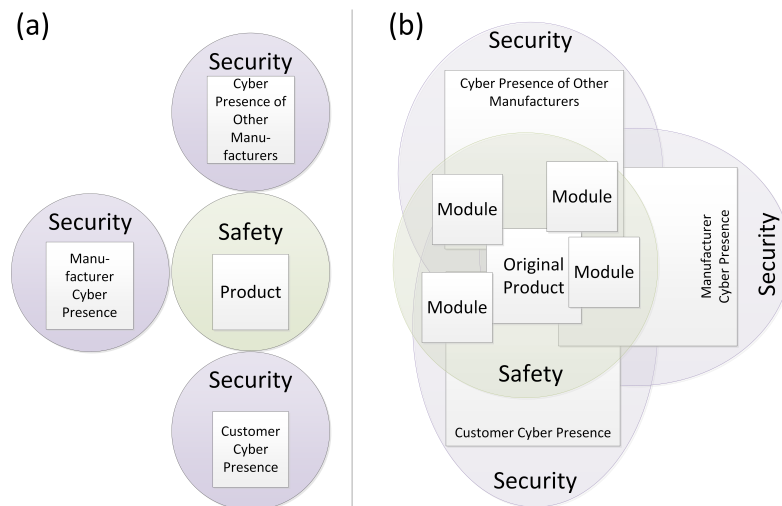 (a)
Security
Cyber
Presence of
Other
Manu-
facturers
Security
Manu-
facturer
Cyber
Presence
Safety
Product
Security
Customer
Cyber
Presence
(b)
Security
Cyber Presence of Other
Manufacturers
Module
Module
Original
Product
Module
Module
Manufacturer
Cyber Presence
Security
Safety
Customer Cyber Presence
Security